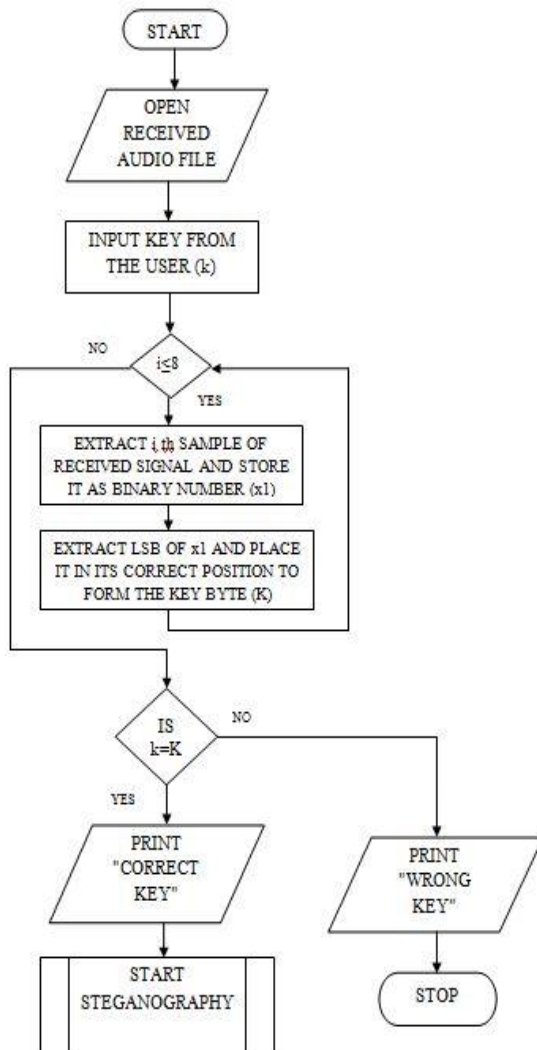 START
OPEN
RECEIVED
AUDIO FILE
INPUT KEY FROM
THE USER (k)
NO
i≤8
YES
EXTRACT i, th SAMPLE OF
RECEIVED SIGNAL AND STORE
IT AS BINARY NUMBER (x1)
EXTRACT LSB OF x1 AND PLACE
IT IN ITS CORRECT POSITION TO
FORM THE KEY BYTE (K)
IS
k=K
NO
YES
PRINT
"CORRECT
KEY"
PRINT
"WRONG
KEY"
START
STEGANOGRAPHY
STOP